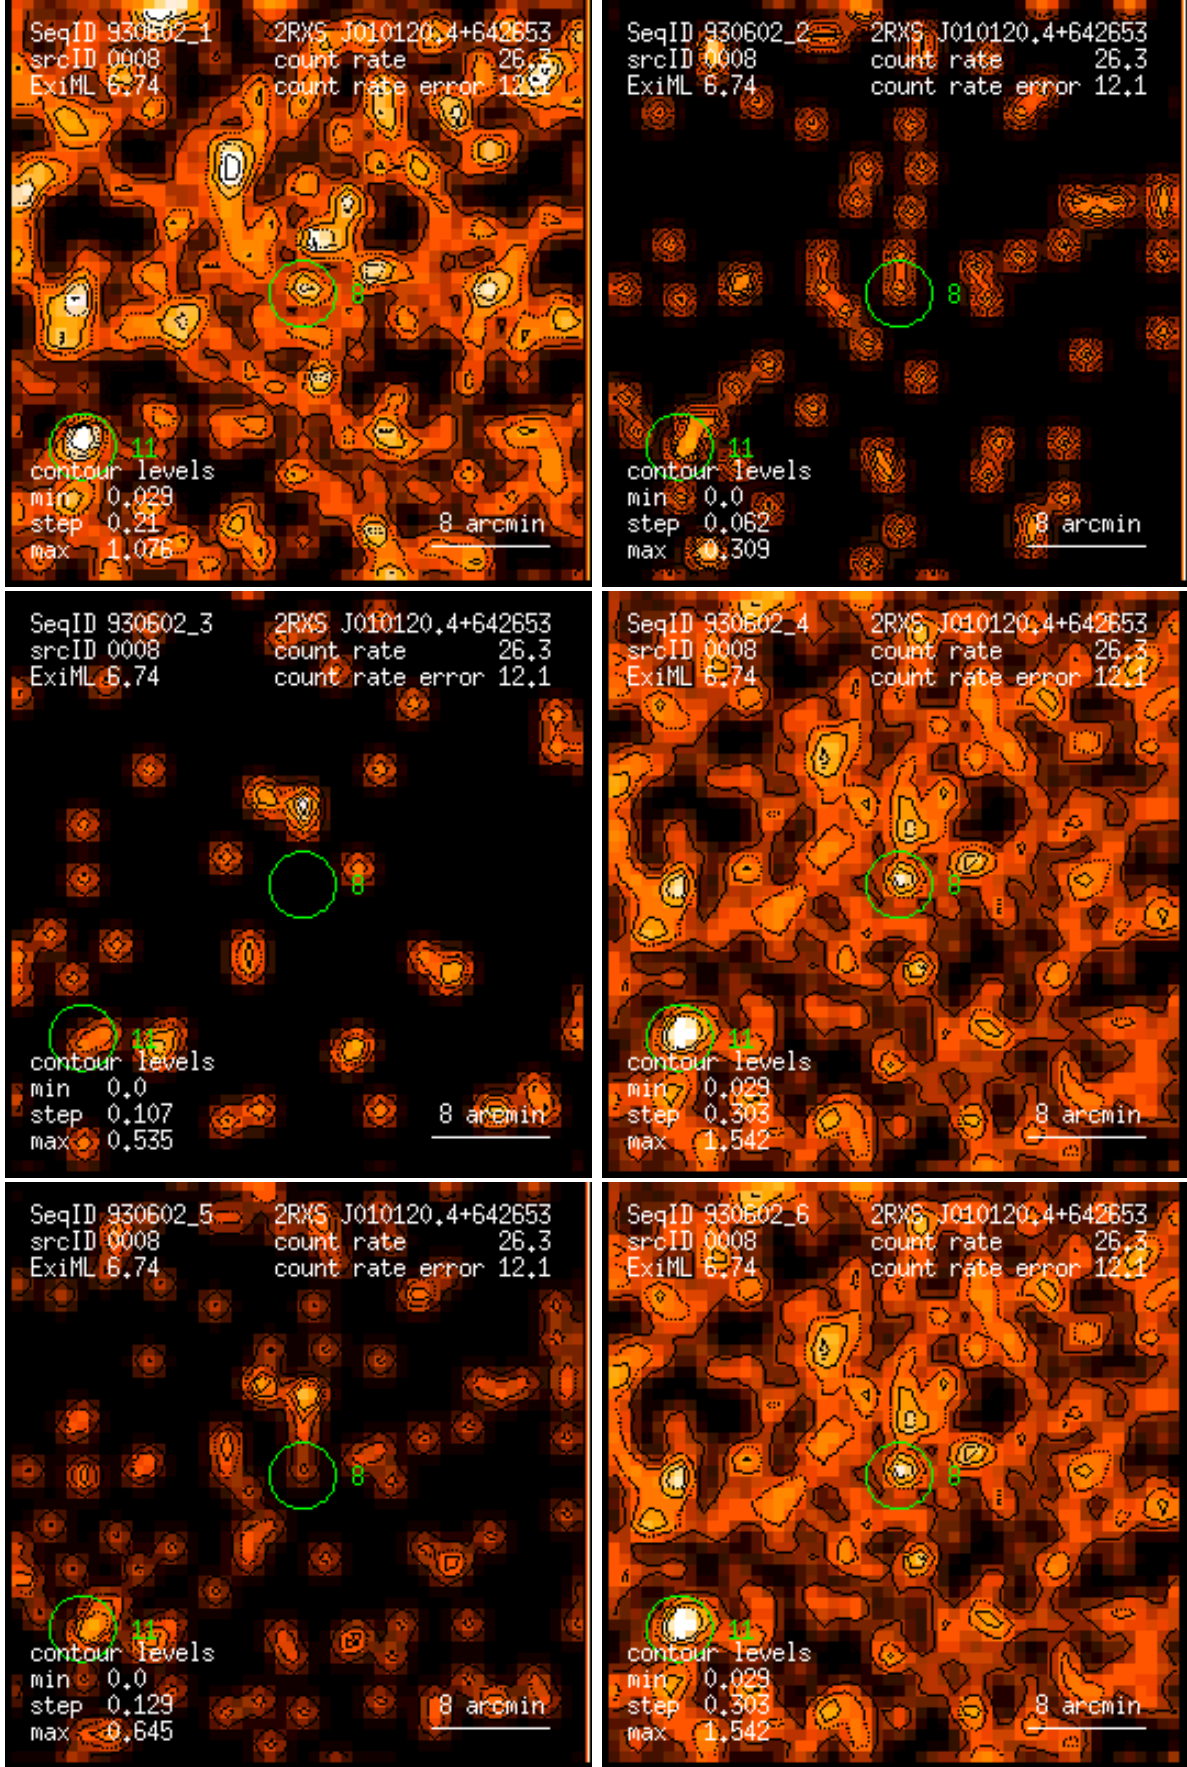 SeqID 930602_1 2RXS J010120.4+642653
srcID 0008 count rate 26.3
ExiML 6.74 count rate error 12.1
8
11
contour levels
min 0.029
step 0.21 8 arcmin
max 1.076
SeqID 930602_2 2RXS J010120.4+642653
srcID 0008 count rate 26.3
ExiML 6.74 count rate error 12.1
8
11
contour levels
min 0.0
step 0.062 8 arcmin
max 0.309
SeqID 930602_3 2RXS J010120.4+642653
srcID 0008 count rate 26.3
ExiML 6.74 count rate error 12.1
8
11
contour levels
min 0.0
step 0.107 8 arcmin
max 0.535
SeqID 930602_4 2RXS J010120.4+642653
srcID 0008 count rate 26.3
ExiML 6.74 count rate error 12.1
8
11
contour levels
min 0.029
step 0.303 8 arcmin
max 1.542
SeqID 930602_5 2RXS J010120.4+642653
srcID 0008 count rate 26.3
ExiML 6.74 count rate error 12.1
8
11
contour levels
min 0.0
step 0.129 8 arcmin
max 0.645
SeqID 930602_6 2RXS J010120.4+642653
srcID 0008 count rate 26.3
ExiML 6.74 count rate error 12.1
8
11
contour levels
min 0.029
step 0.303 8 arcmin
max 1.542